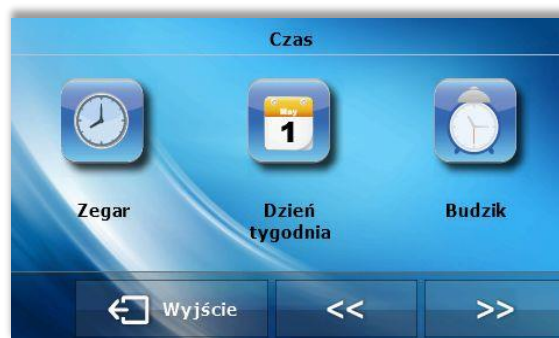 Czas
May
1
Zegar
Dzień
tygodnia
Budzik
Wyjście
<<
>>